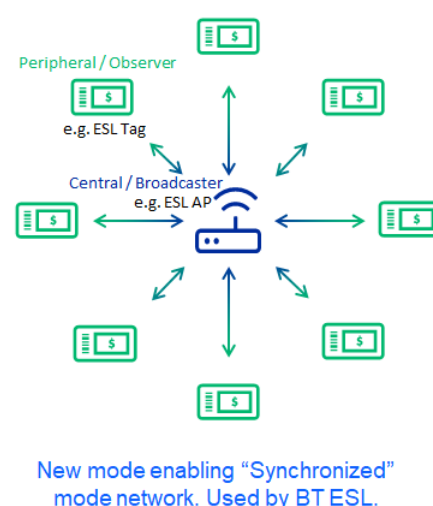 $
Peripheral / Observer
$
$
e.g. ESL Tag
Central / Broadcaster
e.g. ESL AP
$
$
$
$
$
New mode enabling “Synchronized”
mode network. Used by BT ESL.